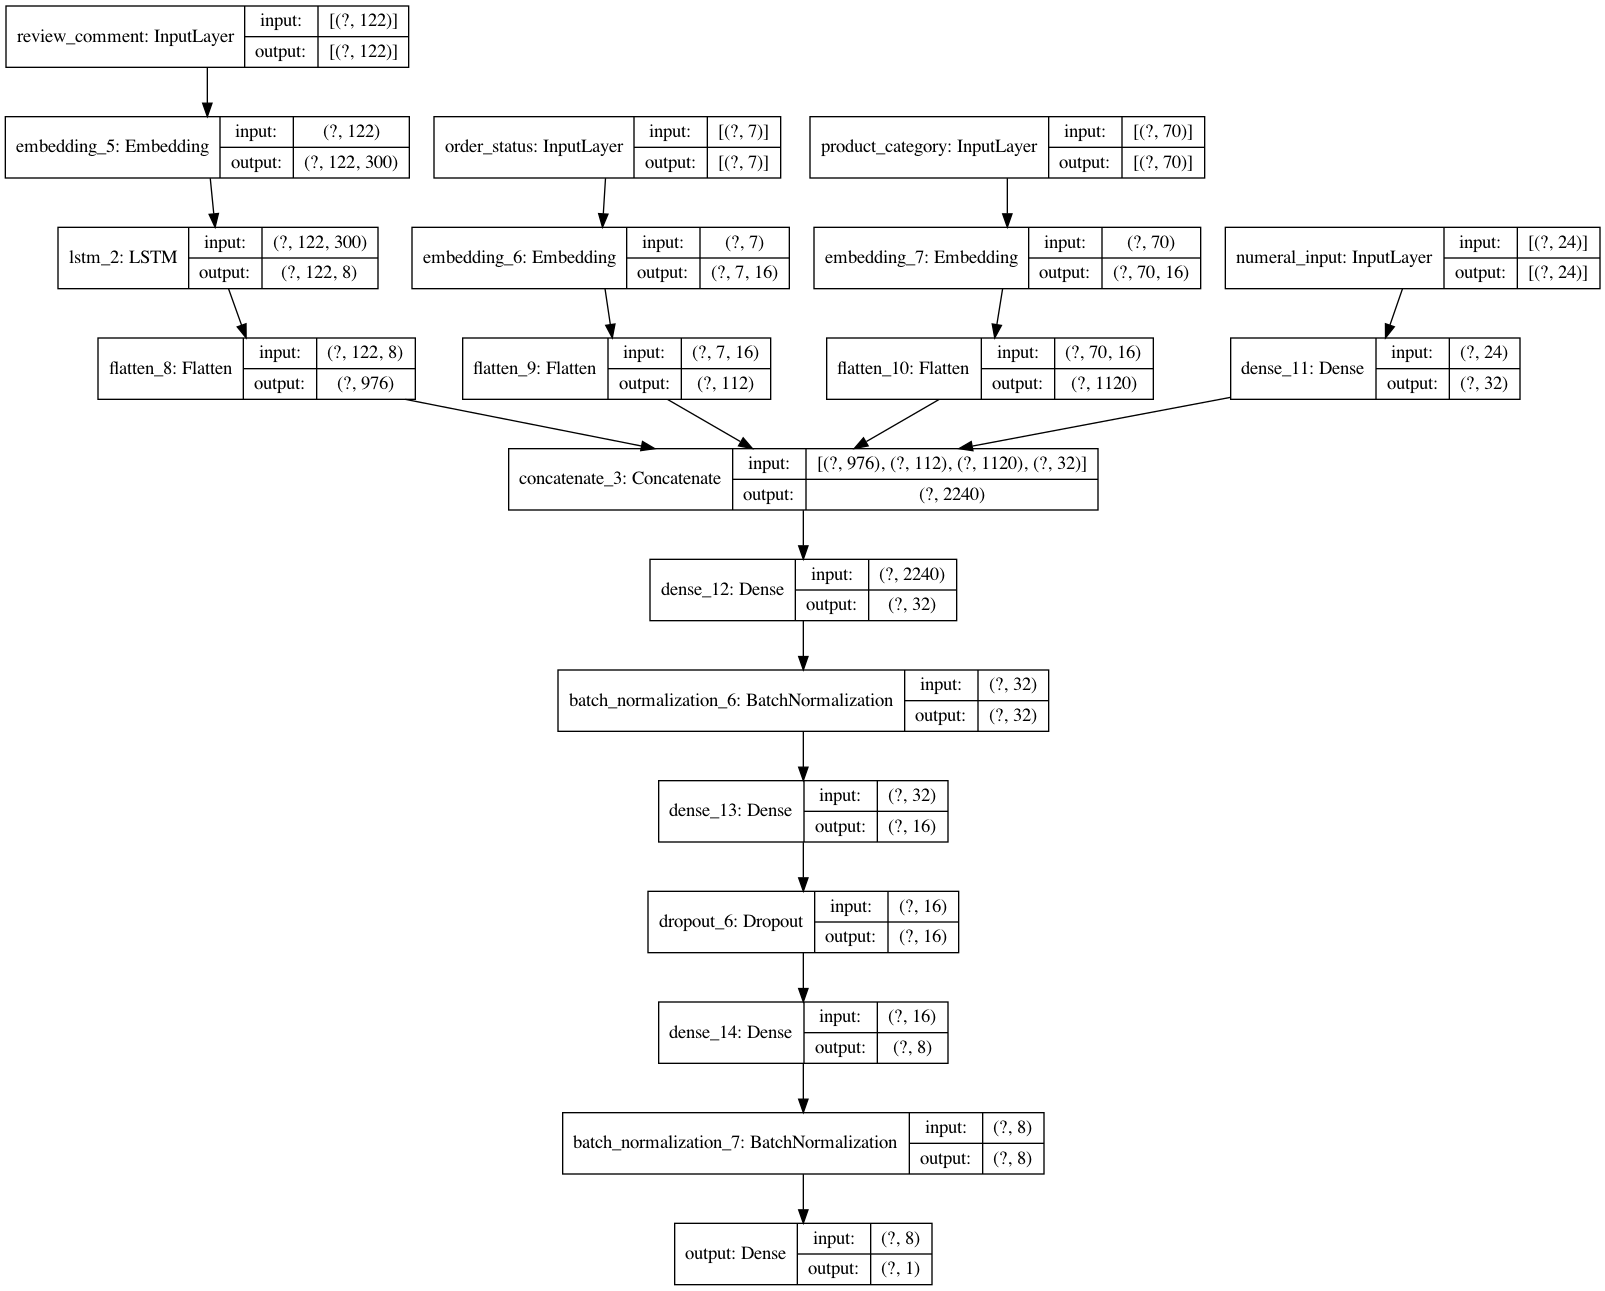 review_comment: InputLayer
input: [(?, 122)]
output: [(?, 122)]
embedding_5: Embedding
input: (?, 122)
output: (?, 122, 300)
order_status: InputLayer
input: [(?, 7)]
output: [(?, 7)]
product_category: InputLayer
input: [(?, 70)]
output: [(?, 70)]
lstm_2: LSTM
input: (?, 122, 300)
output: (?, 122, 8)
embedding_6: Embedding
input: (?, 7)
output: (?, 7, 16)
embedding_7: Embedding
input: (?, 70)
output: (?, 70, 16)
numeral_input: InputLayer
input: [(?, 24)]
output: [(?, 24)]
flatten_8: Flatten
input: (?, 122, 8)
output: (?, 976)
flatten_9: Flatten
input: (?, 7, 16)
output: (?, 112)
flatten_10: Flatten
input: (?, 70, 16)
output: (?, 1120)
dense_11: Dense
input: (?, 24)
output: (?, 32)
concatenate_3: Concatenate
input: [(?, 976), (?, 112), (?, 1120), (?, 32)]
output: (?, 2240)
dense_12: Dense
input: (?, 2240)
output: (?, 32)
batch_normalization_6: BatchNormalization
input: (?, 32)
output: (?, 32)
dense_13: Dense
input: (?, 32)
output: (?, 16)
dropout_6: Dropout
input: (?, 16)
output: (?, 16)
dense_14: Dense
input: (?, 16)
output: (?, 8)
batch_normalization_7: BatchNormalization
input: (?, 8)
output: (?, 8)
output: Dense
input: (?, 8)
output: (?, 1)